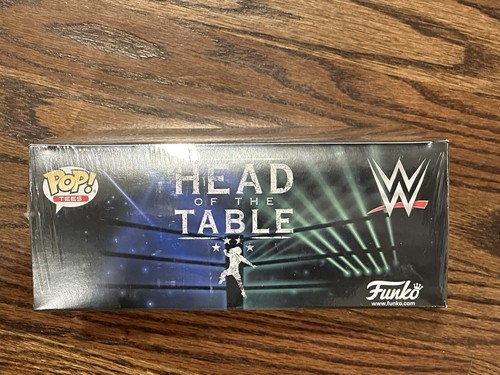 POP!
TEES
HEAD
OF THE
TABLE
W
Funko
www.funko.com